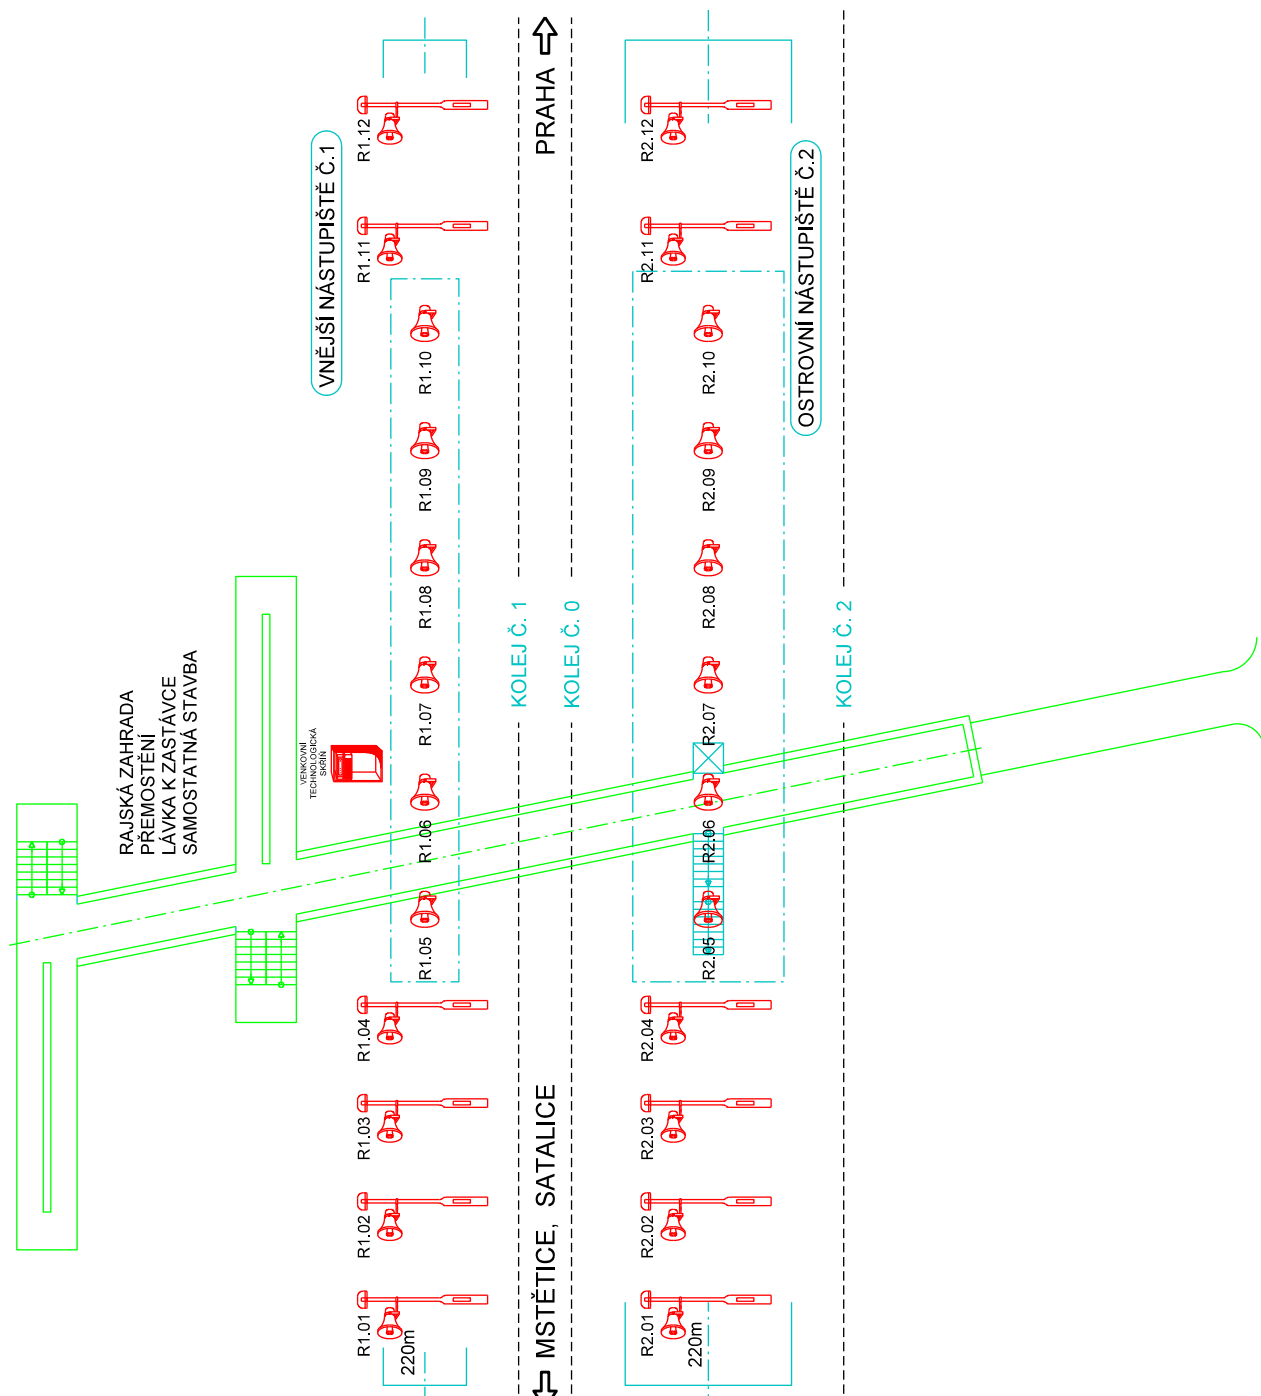 RAJSKÁ ZAHRADA
PŘEMOSTĚNÍ
LÁVKA K ZASTÁVCE
SAMOSTATNÁ STAVBA
VENKOVNÍ
TECHNOLOGICKÁ
SKŘÍŇ
VNĚJŠÍ NÁSTUPIŠTĚ Č.1
R1.01
R1.02
R1.03
R1.04
R1.05
R1.06
R1.07
R1.08
R1.09
R1.10
R1.11
R1.12
220m
KOLEJ Č. 1
MSTĚTICE, SATALICE
PRAHA
KOLEJ Č. 0
R2.01
R2.02
R2.03
R2.04
R2.05
R2.06
R2.07
R2.08
R2.09
R2.10
R2.11
R2.12
220m
OSTROVNÍ NÁSTUPIŠTĚ Č.2
KOLEJ Č. 2